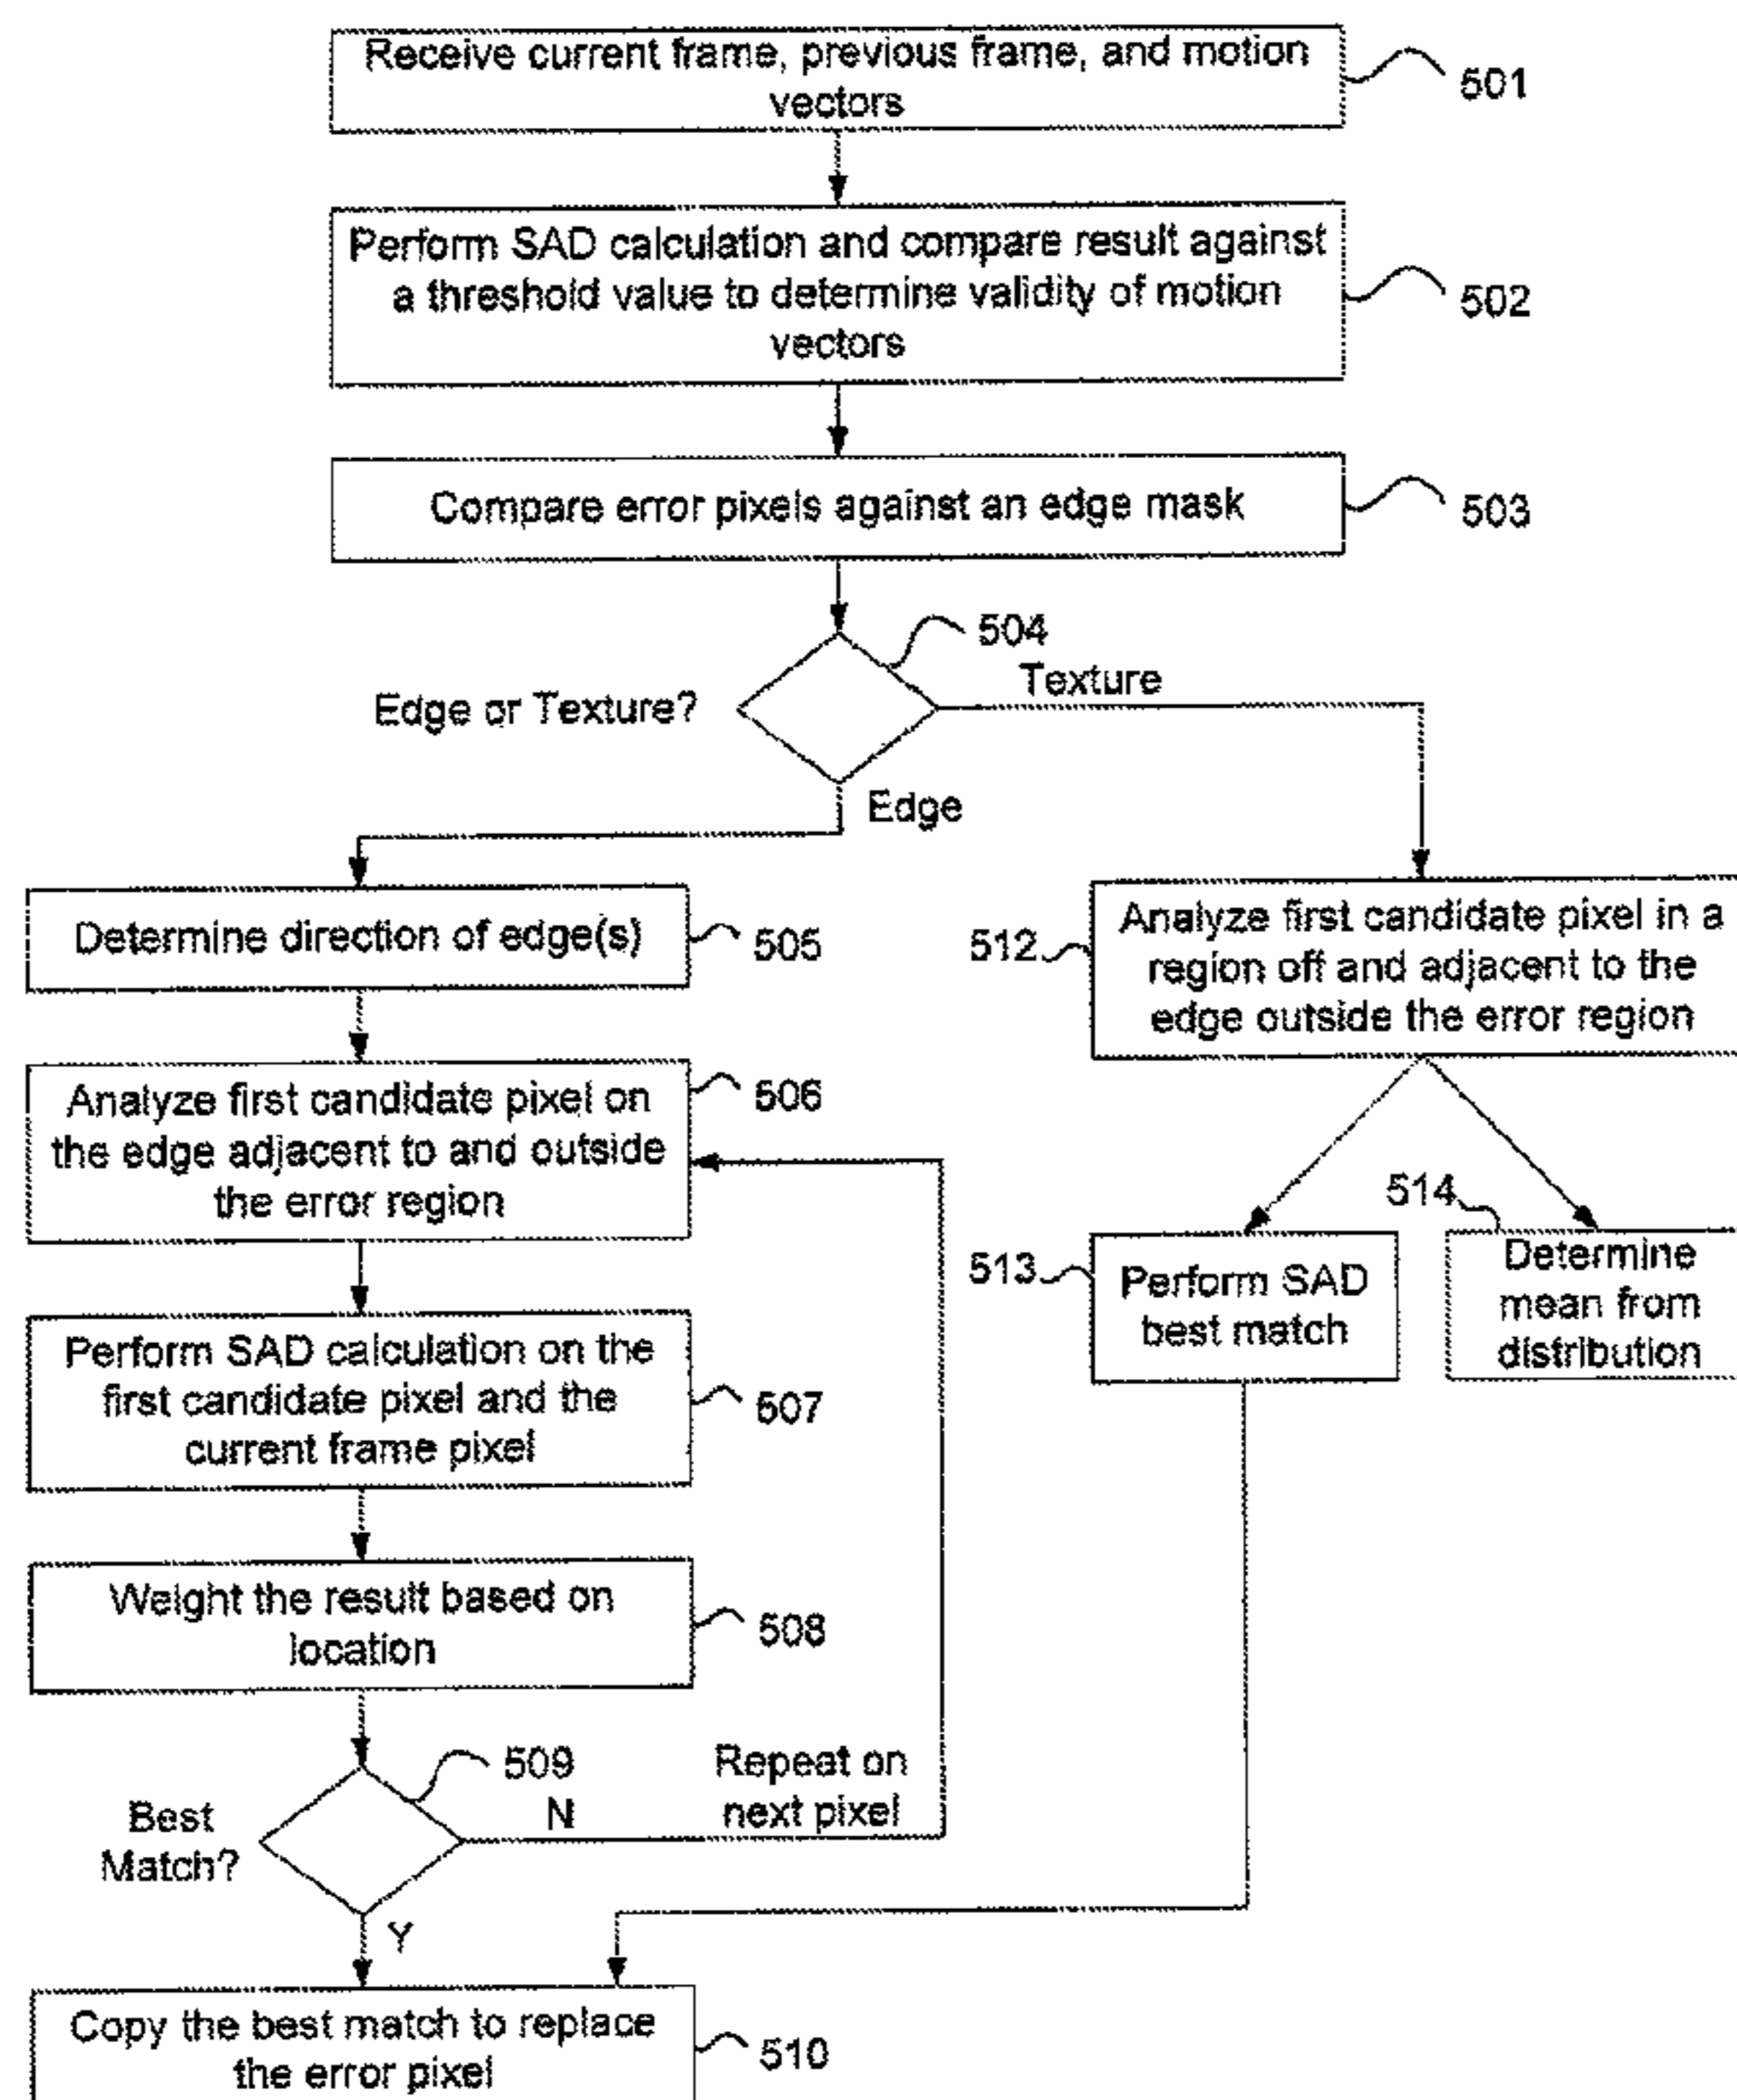 Receive current frame, previous frame, and motion
vectors
501
Perform SAD calculation and compare result against
a threshold value to determine validity of motion
vectors
502
Compare error pixels against an edge mask
503
504
Edge or Texture?
Texture
Edge
Determine direction of edge(s)
505
512
Analyze first candidate pixel in a
region off and adjacent to the
edge outside the error region
Analyze first candidate pixel on
the edge adjacent to and outside
the error region
506
513
Perform SAD
best match
514
Determine
mean from
distribution
Perform SAD calculation on the
first candidate pixel and the
current frame pixel
507
Weight the result based on
location
508
509
Best
Match?
N
Repeat on
next pixel
Y
Copy the best match to replace
the error pixel
510